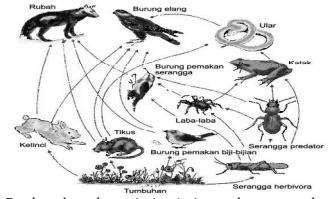 Rubah
Burung elang
Ular
Burung pemakan
serangga
Katak
Laba-laba
Tikus
Kelinci
Burung pemakan biji-bijian
Serangga predator
Tumbuhan
Serangga herbivora